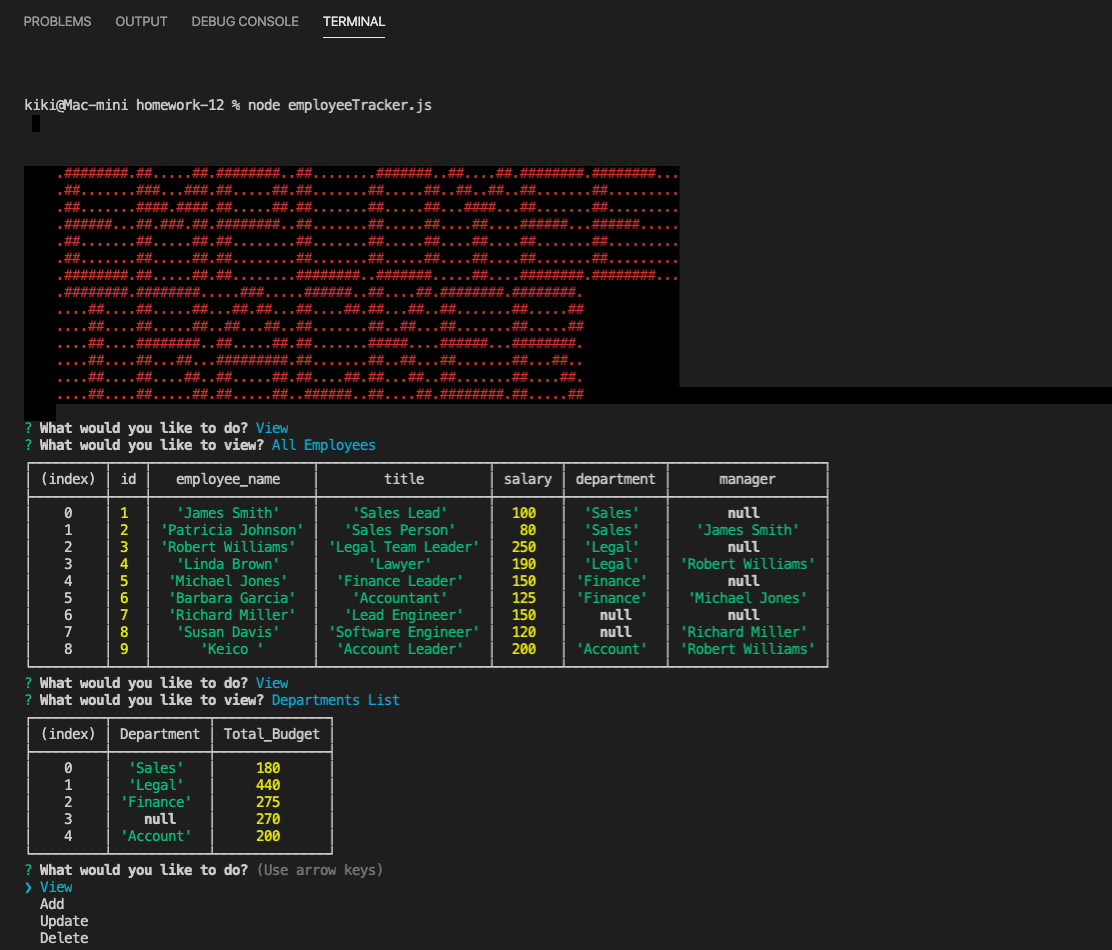 PROBLEMS OUTPUT DEBUG CONSOLE TERMINAL
kiki@Mac-mini homework-12 % node employeeTracker.js
.########.##.....##.########..##........#######..##....##.########.########...
.##.......###...###.##.....##.##.......##.....##..##..##..##.......##.........
.##.......####.####.##.....##.##.......##.....##...####...##.......##.........
.######...##.###.##.########..##.......##.....##....##....######...######.....
.##.......##.....##.##........##.......##.....##....##....##.......##.........
.##.......##.....##.##........##.......##.....##....##....##.......##.........
.########.##.....##.##........########..#######.....##....########.########...
.########.########.....###.....######..##....##.########.########.
....##....##.....##...##.##...##....##.##...##..##.......##.....##
....##....##.....##..##...##..##.......##..##...##.......##.....##
....##....########..##.....##.##.......#####....######...########.
....##....##...##...#########.##.......##..##...##.......##...##..
....##....##....##..##.....##.##....##.##...##..##.......##....##.
....##....##.....##.##.....##..######..##....##.########.##.....##
? What would you like to do? View
? What would you like to view? All Employees
(index) id employee_name title salary department manager
0 1 'James Smith' 'Sales Lead' 100 'Sales' null
1 2 'Patricia Johnson' 'Sales Person' 80 'Sales' 'James Smith'
2 3 'Robert Williams' 'Legal Team Leader' 250 'Legal' null
3 4 'Linda Brown' 'Lawyer' 190 'Legal' 'Robert Williams'
4 5 'Michael Jones' 'Finance Leader' 150 'Finance' null
5 6 'Barbara Garcia' 'Accountant' 125 'Finance' 'Michael Jones'
6 7 'Richard Miller' 'Lead Engineer' 150 null null
7 8 'Susan Davis' 'Software Engineer' 120 null 'Richard Miller'
8 9 'Keico ' 'Account Leader' 200 'Account' 'Robert Williams'
? What would you like to do? View
? What would you like to view? Departments List
(index) Department Total_Budget
0 'Sales' 180
1 'Legal' 440
2 'Finance' 275
3 null 270
4 'Account' 200
? What would you like to do? (Use arrow keys)
❯ View
Add
Update
Delete